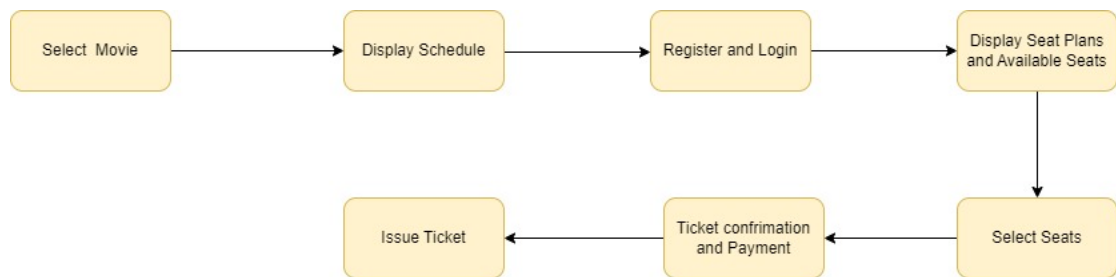 Select Movie
Display Schedule
Register and Login
Display Seat Plans
and Available Seats
Issue Ticket
Ticket confrimation
and Payment
Select Seats